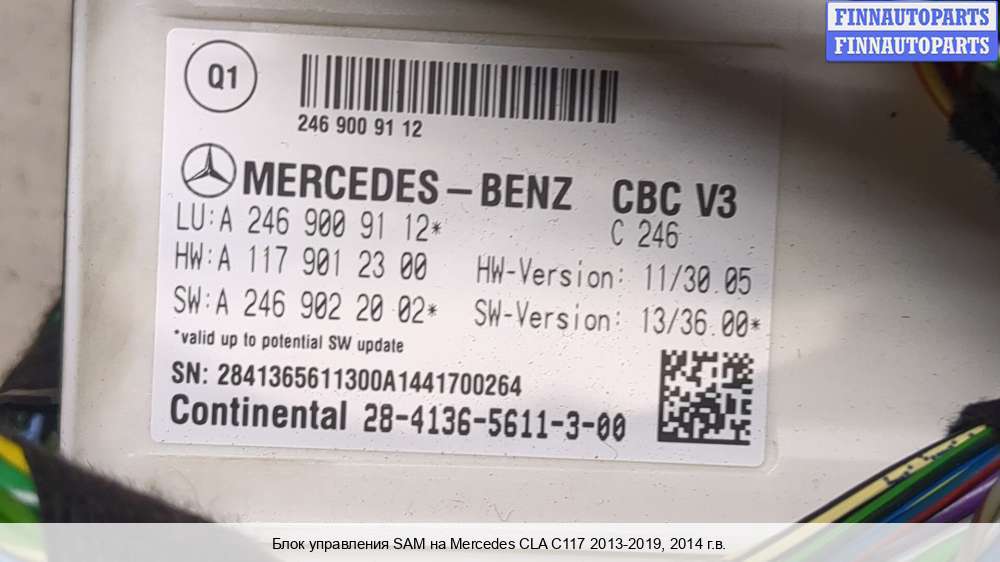 FINNAUTOPARTS
FINNAUTOPARTS
Q1
246 900 91 12
MERCEDES-BENZ CBC V3
LU:A 246 900 91 12* C 246
HW:A 117 901 23 00 HW-Version: 11/30.05
SW:A 246 902 20 02* SW-Version: 13/36.00*
*valid up to potential SW update
SN: 2841365611300A1441700264
Continental 28-4136-5611-3-00
Блок управления SAM на Mercedes CLA C117 2013-2019, 2014 г.в.